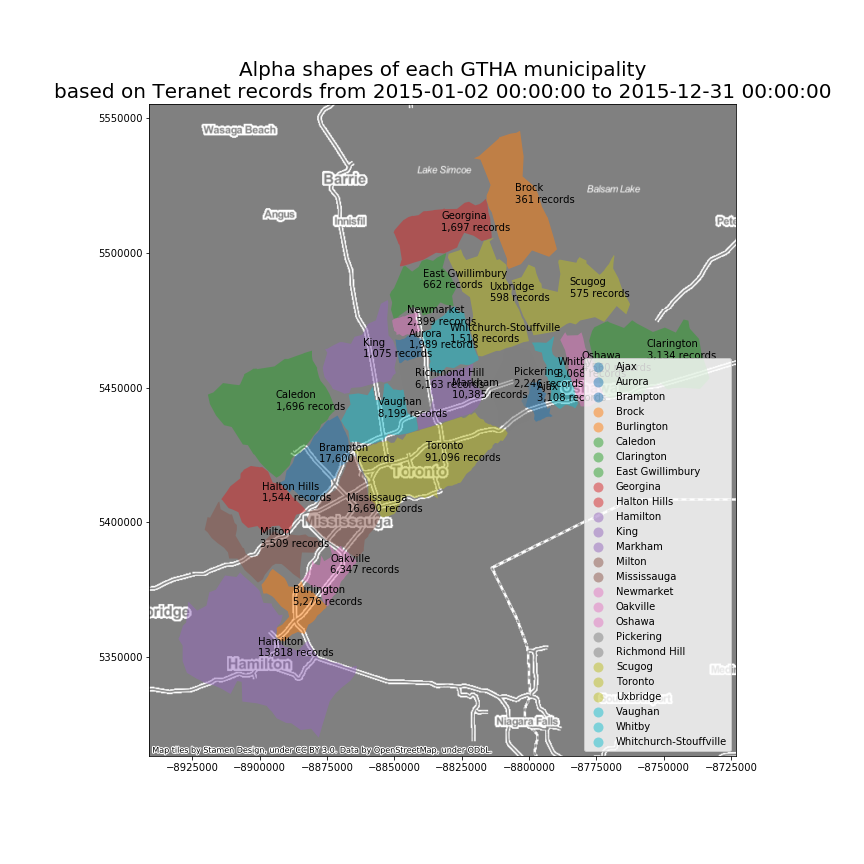 Alpha shapes of each GTHA municipality
based on Teranet records from 2015-01-02 00:00:00 to 2015-12-31 00:00:00
5550000
5500000
5450000
5400000
5350000
Wasaga Beach
Barrie
Lake Simcoe
Balsam Lake
Angus
Innisfil
Brock
361 records
Georgina
1,697 records
East Gwillimbury
662 records
Uxbridge
598 records
Scugog
575 records
Newmarket
2,399 records
Aurora
1,989 records
Whitchurch-Stouffville
1,518 records
King
1,075 records
Clarington
3,134 records
Oshawa
Richmond Hill
6,163 records
Markham
10,385 records
Pickering
2,246 records
Ajax
3,108 records
Caledon
1,696 records
Vaughan
8,199 records
Brampton
17,600 records
Toronto
91,096 records
Toronto
Halton Hills
1,544 records
Mississauga
16,690 records
Mississauga
Milton
3,509 records
Oakville
6,347 records
Burlington
5,276 records
Hamilton
13,818 records
Hamilton
Niagara Falls
Ajax
Aurora
Brampton
Brock
Burlington
Caledon
Clarington
East Gwillimbury
Georgina
Halton Hills
Hamilton
King
Markham
Milton
Mississauga
Newmarket
Oakville
Oshawa
Pickering
Richmond Hill
Scugog
Toronto
Uxbridge
Vaughan
Whitby
Whitchurch-Stouffville
Map tiles by Stamen Design, under CC BY 3.0. Data by OpenStreetMap, under ODbL.
−8925000 −8900000 −8875000 −8850000 −8825000 −8800000 −8775000 −8750000 −8725000